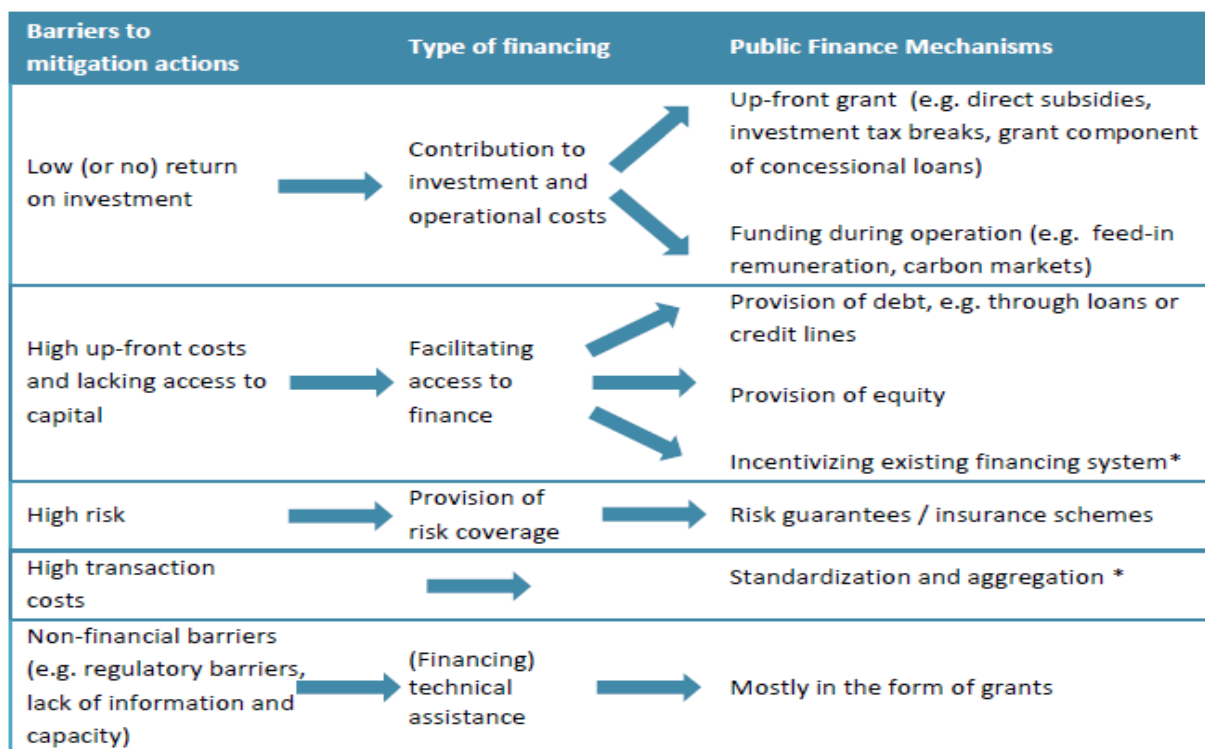 Barriers to
mitigation actions
Type of financing
Public Finance Mechanisms
Low (or no) return
on investment
Contribution to
investment and
operational costs
Up-front grant (e.g. direct subsidies,
investment tax breaks, grant component
of concessional loans)
Funding during operation (e.g. feed-in
remuneration, carbon markets)
High up-front costs
and lacking access to
capital
Facilitating
access to
finance
Provision of debt, e.g. through loans or
credit lines
Provision of equity
Incentivizing existing financing system*
High risk
Provision of
risk coverage
Risk guarantees / insurance schemes
High transaction
costs
Standardization and aggregation *
Non-financial barriers
(e.g. regulatory barriers,
lack of information and
capacity)
(Financing)
technical
assistance
Mostly in the form of grants